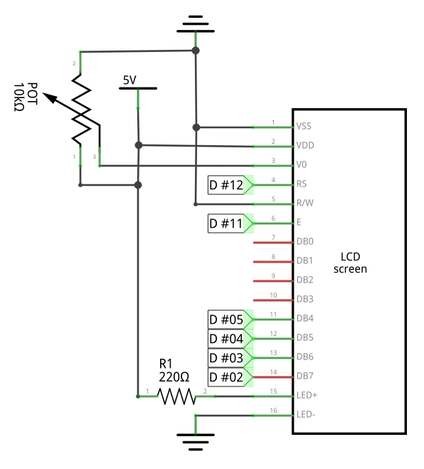 2
5V
POT
10kΩ
1
3
1 VSS
2 VDD
3 V0
D #12 4 RS
5 R/W
D #11 6 E
7 DB0
8 DB1
LCD
screen
9 DB2
10 DB3
D #05 11 DB4
D #04 12 DB5
D #03 13 DB6
D #02 14 DB7
R1
220Ω
1 2 15 LED+
16 LED-